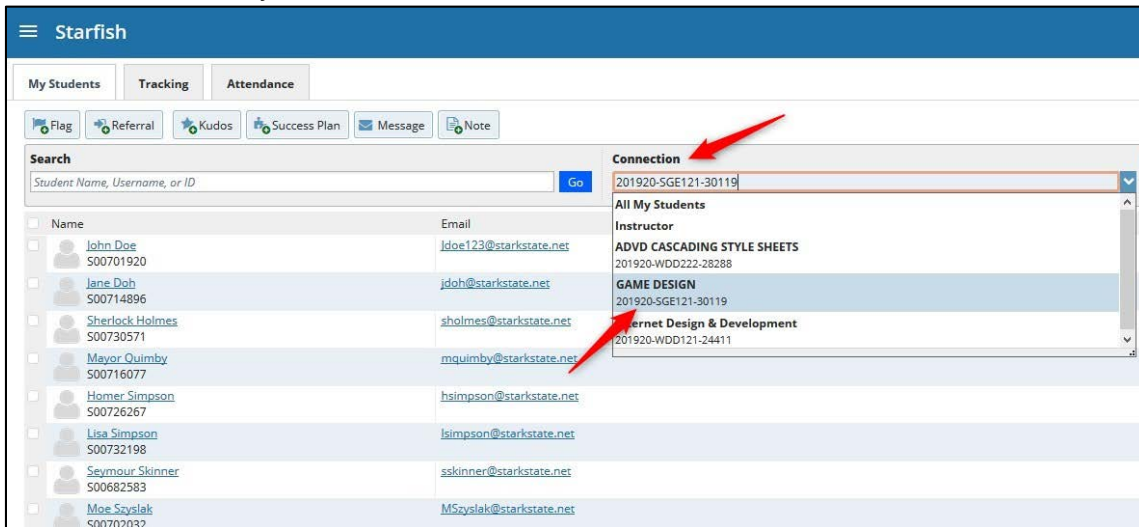 Starfish
My Students Tracking Attendance
Flag Referral Kudos Success Plan Message Note
Search Connection
Student Name, Username, or ID Go 201920-SGE121-30119
All My Students
Instructor
ADVD CASCADING STYLE SHEETS
201920-WDD222-28288
GAME DESIGN
201920-SGE121-30119
ternet Design & Development
201920-WDD121-24411
Name Email
John Doe Jdoe123@starkstate.net
S00701920
Jane Doh jdoh@starkstate.net
S00714896
Sherlock Holmes sholmes@starkstate.net
S00730571
Mayor Quimby mquimby@starkstate.net
S00716077
Homer Simpson hsimpson@starkstate.net
S00726267
Lisa Simpson lsimpson@starkstate.net
S00732198
Seymour Skinner sskinner@starkstate.net
S00682583
Moe Szyslak MSzyslak@starkstate.net
S00702032